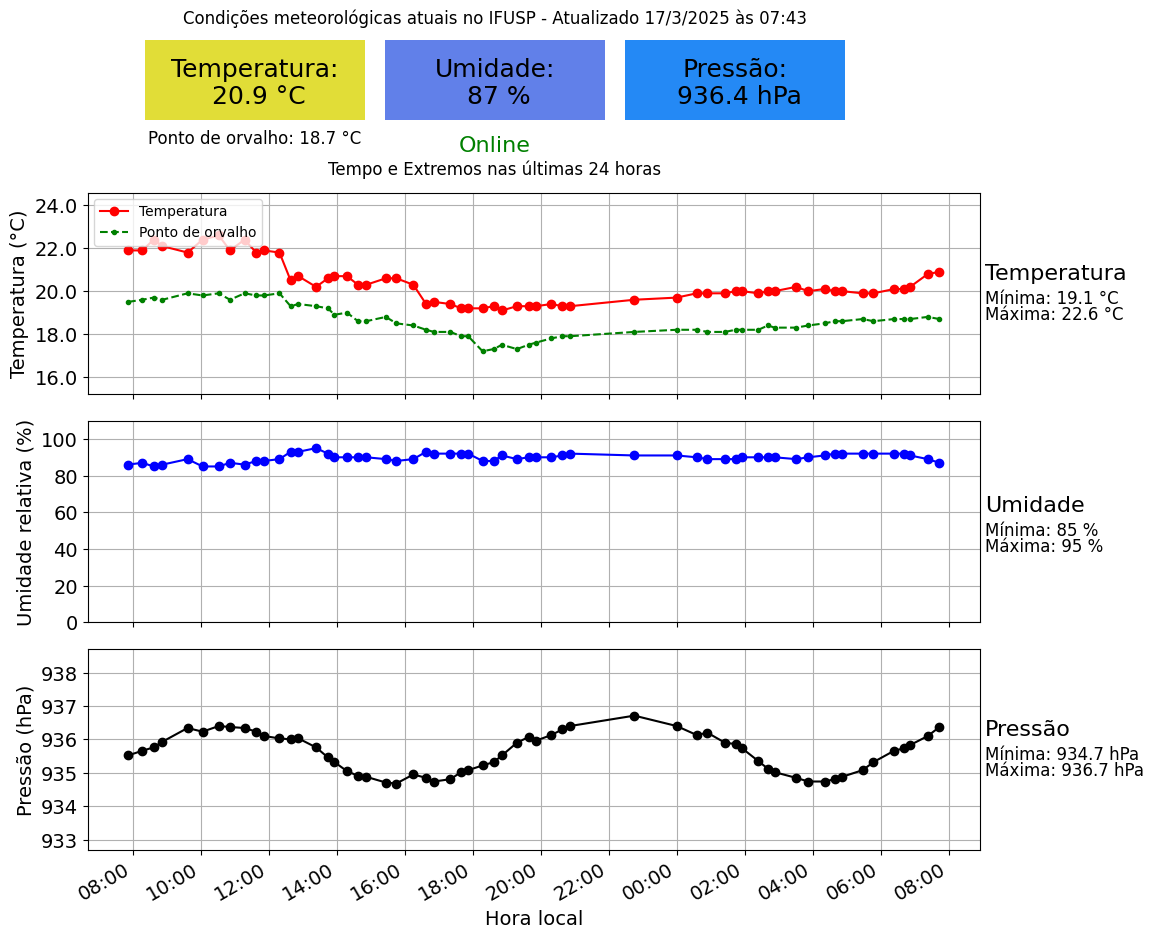 Condições meteorológicas atuais no IFUSP - Atualizado 17/3/2025 às 07:43
Temperatura:
20.9 °C
Umidade:
87 %
Pressão:
936.4 hPa
Ponto de orvalho: 18.7 °C
Online
Tempo e Extremos nas últimas 24 horas
Temperatura (°C)
24.0
22.0
20.0
18.0
16.0
Temperatura
Ponto de orvalho
Temperatura
Mínima: 19.1 °C
Máxima: 22.6 °C
Umidade relativa (%)
100
80
60
40
20
0
Umidade
Mínima: 85 %
Máxima: 95 %
Pressão (hPa)
938
937
936
935
934
933
Pressão
Mínima: 934.7 hPa
Máxima: 936.7 hPa
08:00
10:00
12:00
14:00
16:00
18:00
20:00
22:00
00:00
02:00
04:00
06:00
08:00
Hora local